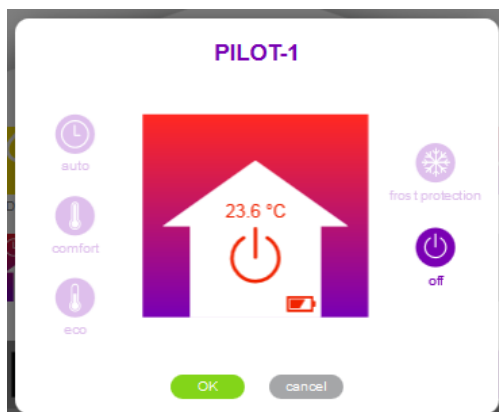 PILOT-1
auto
comfort
eco
23.6 °C
frost protection
off
OK
cancel